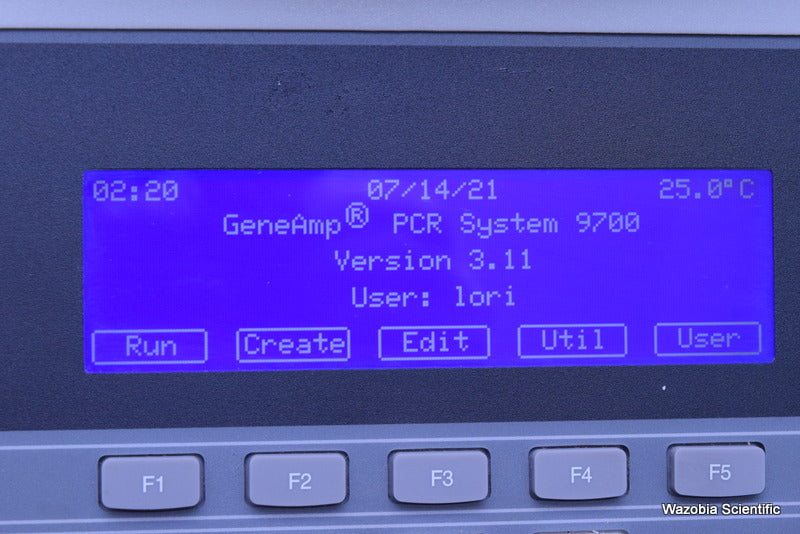 02:20 07/14/21 25.0°C
GeneAmp® PCR System 9700
Version 3.11
User: lori
Run Create Edit Util User
F1 F2 F3 F4 F5
Wazobia Scientific